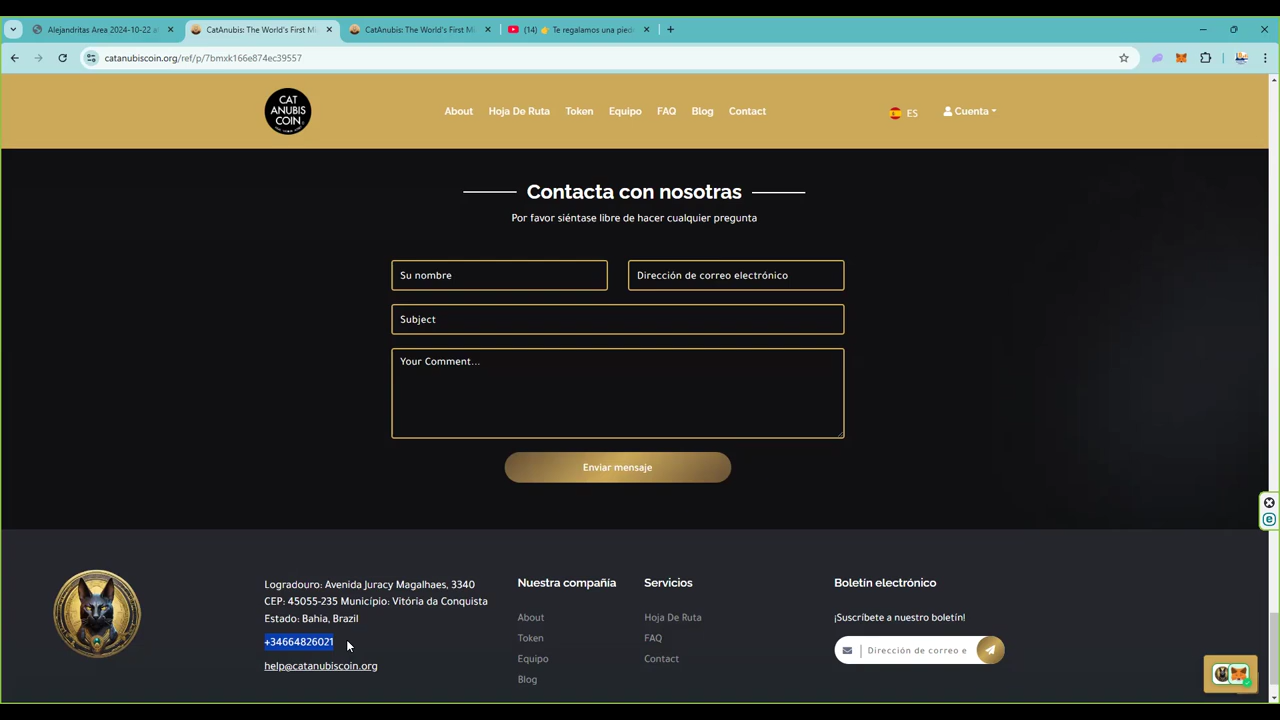 Alejandritas Area 2024-10-22 a
CatAnubis: The World's First M
CatAnubis: The World's First M
(14) 👉 Te regalamos una pied
catanubiscoin.org/ref/p/7bmxk166e874ec39557
CAT
ANUBIS
COIN
About
Hoja De Ruta
Token
Equipo
FAQ
Blog
Contact
ES
Cuenta
Contacta con nosotras
Por favor siéntase libre de hacer cualquier pregunta
Su nombre
Dirección de correo electrónico
Subject
Your Comment...
Enviar mensaje
Logradouro: Avenida Juracy Magalhaes, 3340
CEP: 45055-235 Município: Vitória da Conquista
Estado: Bahia, Brazil
+34664826021
help@catanubiscoin.org
Nuestra compañía
About
Token
Equipo
Blog
Servicios
Hoja De Ruta
FAQ
Contact
Boletín electrónico
¡Suscríbete a nuestro boletín!
Dirección de correo e